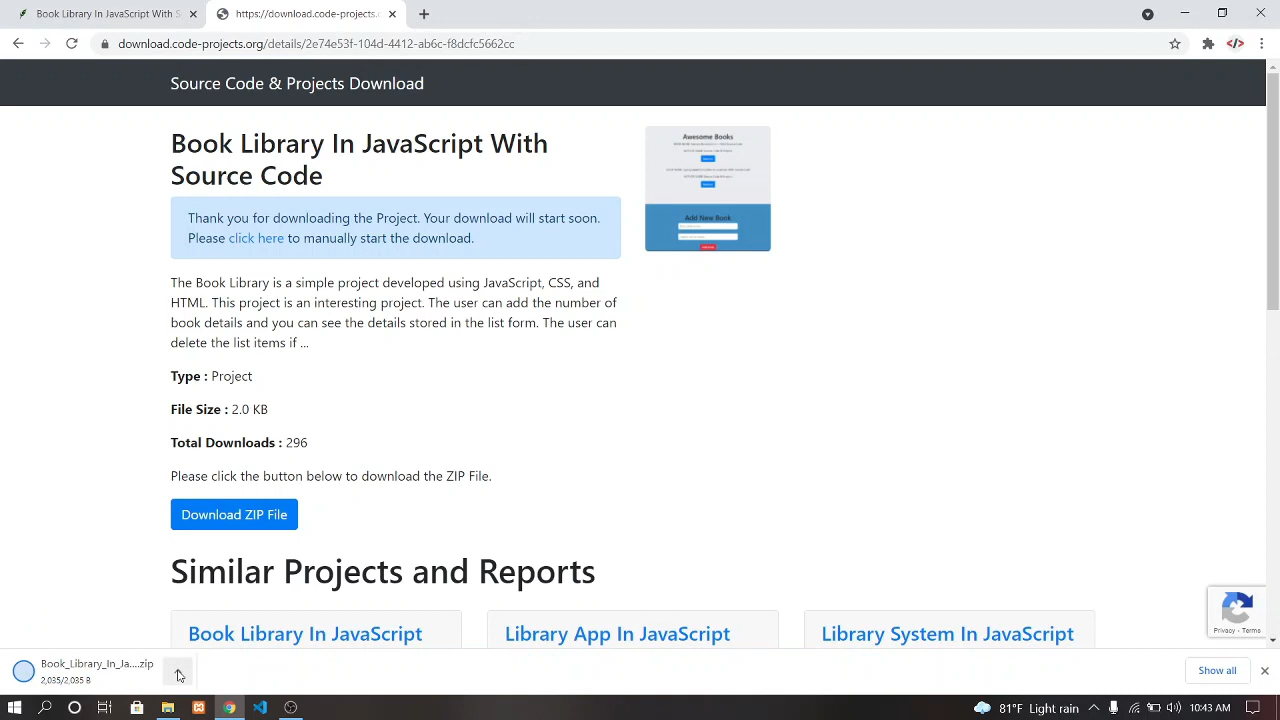 Book Library In JavaScript With S
https://download.code-projects.o
download.code-projects.org/details/2e74e53f-104d-4412-ab6c-f8dcfc5662cc
Source Code & Projects Download
Book Library In JavaScript With
Source Code
Thank you for downloading the Project. Your download will start soon.
Please click here to manually start the download.
The Book Library is a simple project developed using JavaScript, CSS, and
HTML. This project is an interesting project. The user can add the number of
book details and you can see the details stored in the list form. The user can
delete the list items if ...
Type : Project
File Size : 2.0 KB
Total Downloads : 296
Please click the button below to download the ZIP File.
Download ZIP File
Awesome Books
Add New Book
Similar Projects and Reports
Book Library In JavaScript
Library App In JavaScript
Library System In JavaScript
Privacy - Terms
Book_Library_In_Ja....zip
2,035/2,035 B
Show all
81°F Light rain
10:43 AM